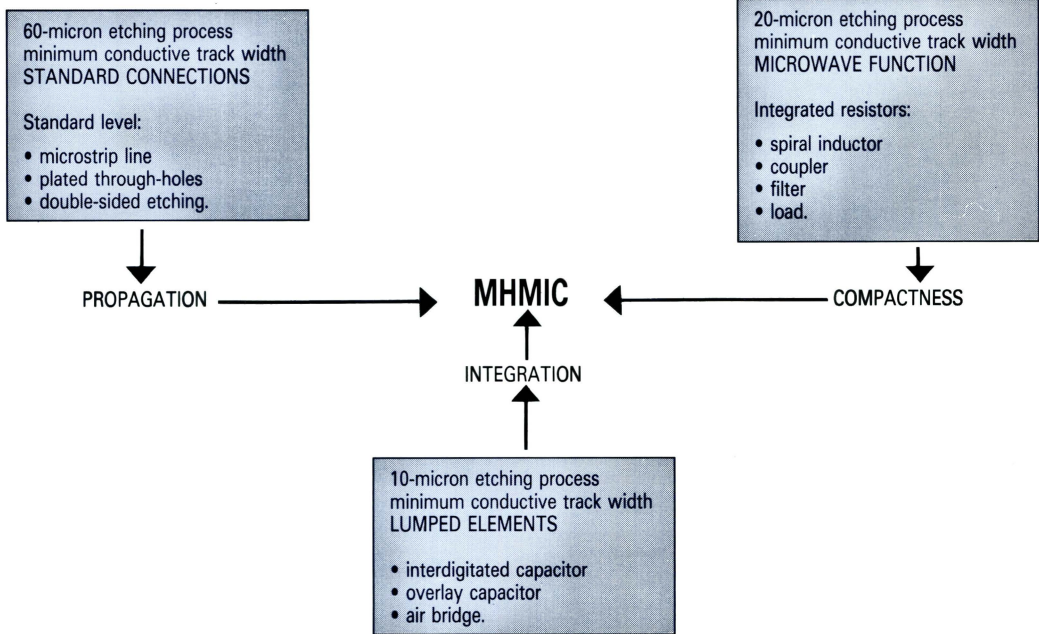 60-micron etching process
minimum conductive track width
STANDARD CONNECTIONS
Standard level:
• microstrip line
• plated through-holes
• double-sided etching.
20-micron etching process
minimum conductive track width
MICROWAVE FUNCTION
Integrated resistors:
• spiral inductor
• coupler
• filter
• load.
PROPAGATION
MHMIC
COMPACTNESS
INTEGRATION
10-micron etching process
minimum conductive track width
LUMPED ELEMENTS
• interdigitated capacitor
• overlay capacitor
• air bridge.